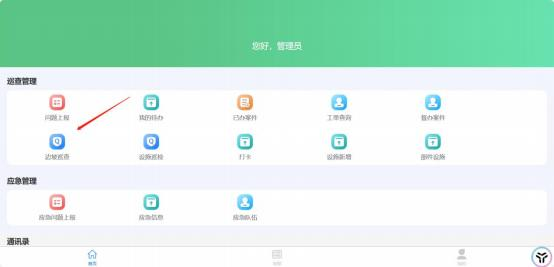 您好，管理员
巡查管理
问题上报
我的待办
已办案件
工单查询
督办案件
边坡巡查
设施巡检
打卡
设施新增
部件设施
应急管理
应急问题上报
应急信息
应急队伍
通讯录
首页